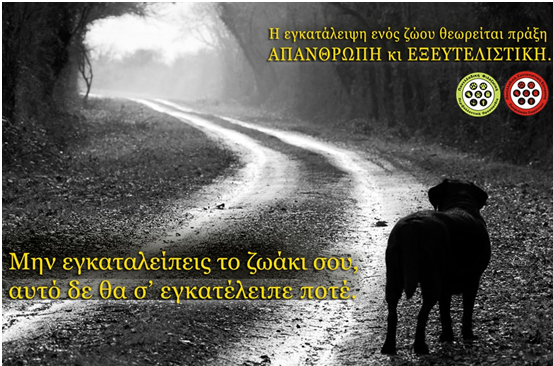 Η εγκατάλειψη ενός ζώου θεωρείται πράξη
ΑΠΑΝΘΡΩΠΗ κι ΕΞΕΥΤΕΛΙΣΤΙΚΗ.
Μην εγκαταλείπεις το ζωάκι σου,
αυτό δε θα σ' εγκατέλειπε ποτέ.